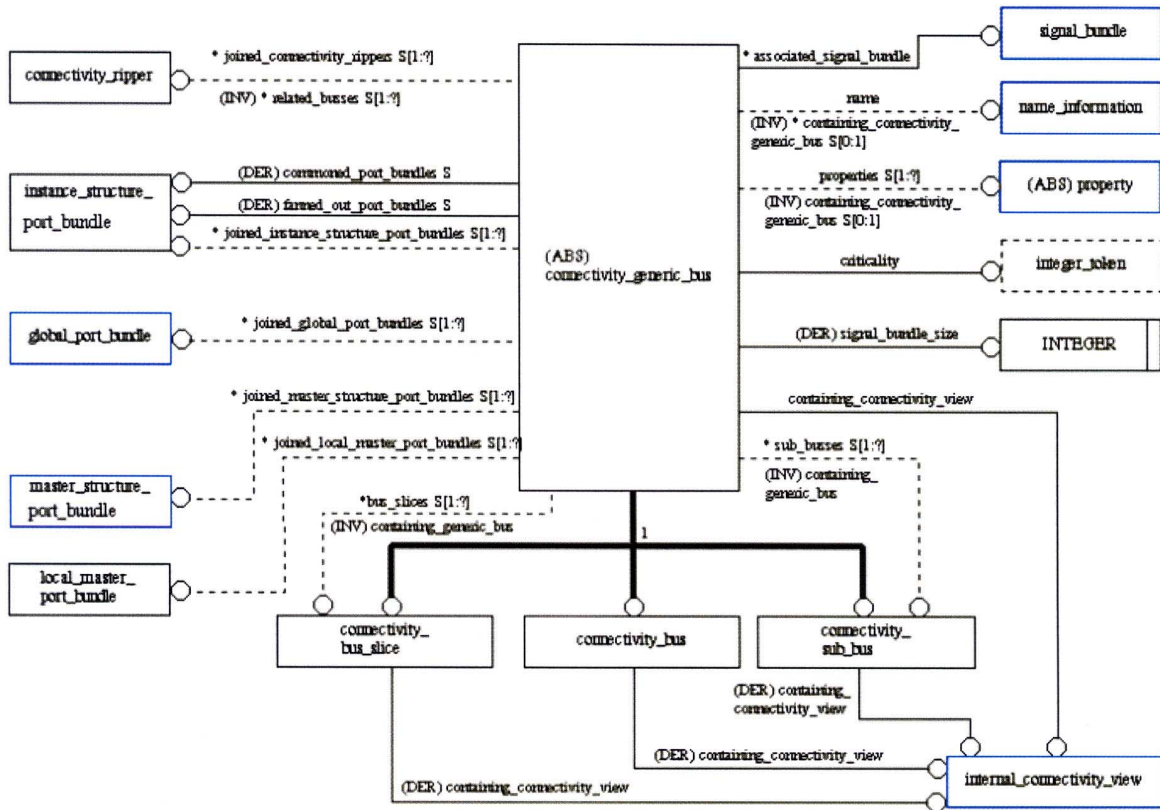 signal_bundle
* joined_connectivity_rippers S[1:?]
* associated_signal_bundle
connectivity_ripper
(INV) * related_busses S[1:?]
name
name_information
(INV) * containing_connectivity_
generic_bus S[0:1]
(DER) commoned_port_bundles S
properties S[1:?]
instance_structure_
port_bundle
(DER) fanned_out_port_bundles S
(ABS) property
(INV) containing_connectivity_
generic_bus S[0:1]
* joined_instance_structure_port_bundles S[1:?]
(ABS)
connectivity_generic_bus
criticality
integer_token
* joined_global_port_bundles S[1:?]
global_port_bundle
(DER) signal_bundle_size
INTEGER
* joined_master_structure_port_bundles S[1:?]
containing_connectivity_view
* joined_local_master_port_bundles S[1:?]
* sub_busses S[1:?]
(INV) containing_
generic_bus
master_structure_
port_bundle
*bus_slices S[1:?]
(INV) containing_generic_bus
1
local_master_
port_bundle
connectivity_
bus_slice
connectivity_bus
connectivity_
sub_bus
(DER) containing_
connectivity_view
(DER) containing_connectivity_view
internal_connectivity_view
(DER) containing_connectivity_view